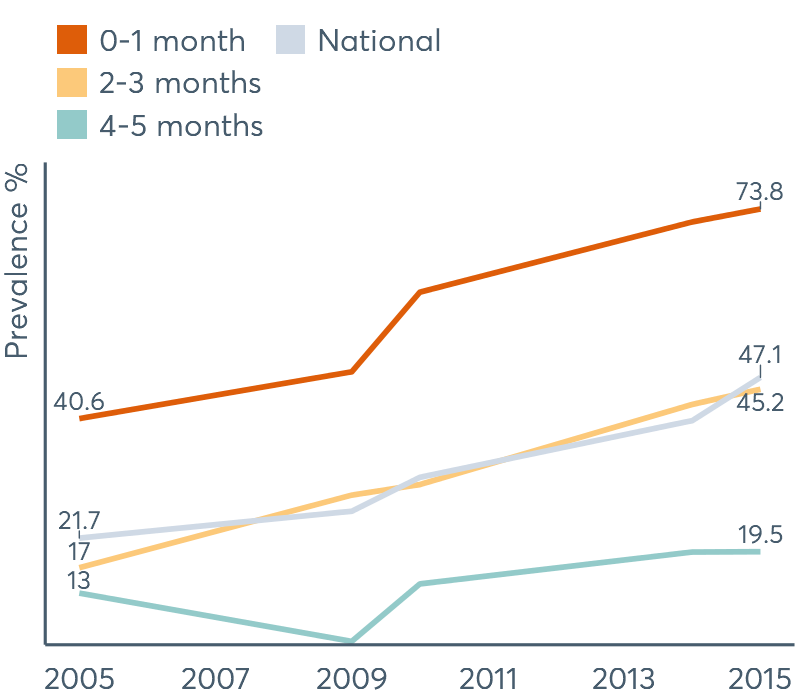 0-1 month
National
2-3 months
4-5 months
Prevalence %
73.8
47.1
40.6
45.2
21.7
19.5
17
13
2005 2007 2009 2011 2013 2015